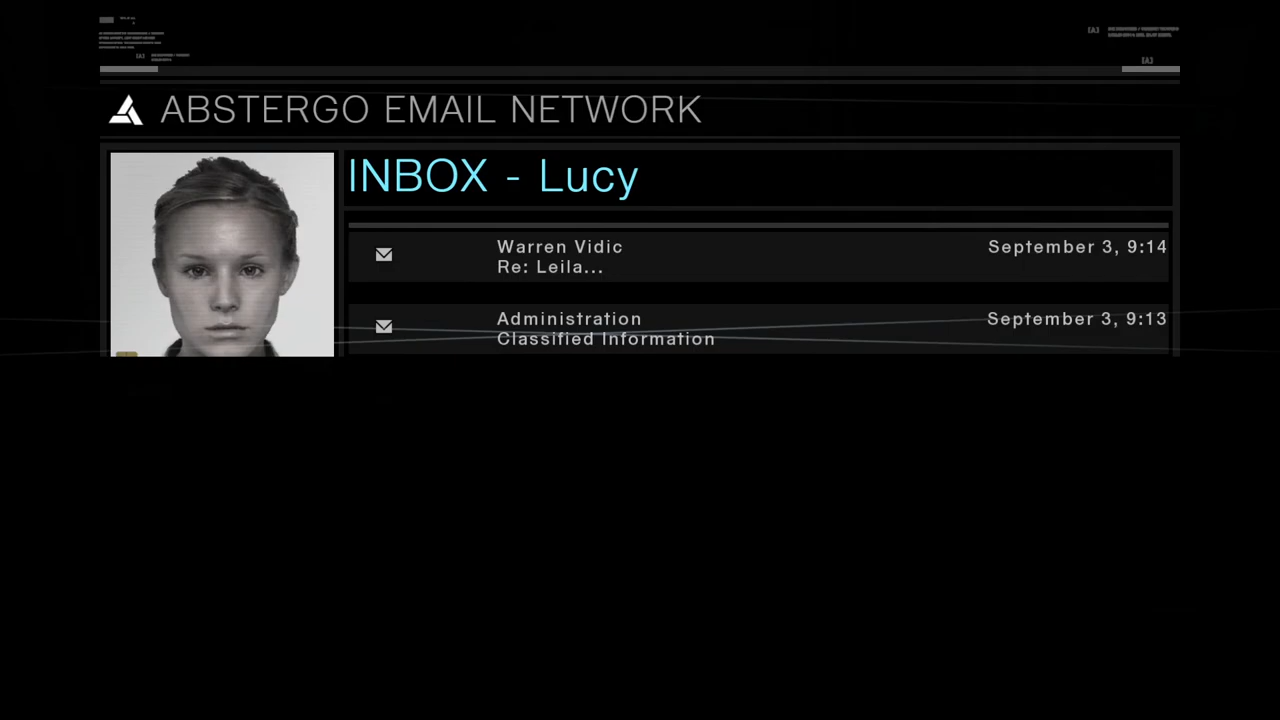 ABSTERGO EMAIL NETWORK
INBOX - Lucy
Warren Vidic
September 3, 9:14
Re: Leila...
Administration
September 3, 9:13
Classified Information